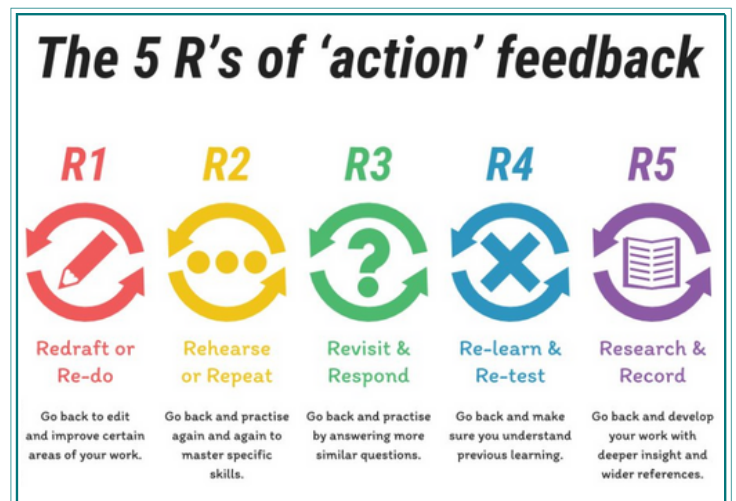 The 5 R's of ‘action’ feedback
R1
Redraft or
Re-do
Go back to edit
and improve certain
areas of your work.
R2
Rehearse
or Repeat
Go back and practise
again and again to
master specific
skills.
R3
Revisit &
Respond
Go back and practise
by answering more
similar questions.
R4
Re-learn &
Re-test
Go back and make
sure you understand
previous learning.
R5
Research &
Record
Go back and develop
your work with
deeper insight and
wider references.